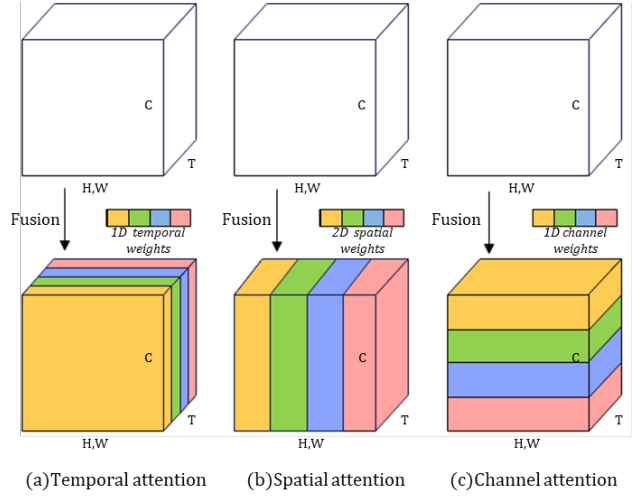 C
C
C
T
T
T
H,W
H,W
H,W
Fusion
1D temporal
weights
Fusion
2D spatial
weights
Fusion
1D channel
weights
C
C
C
T
T
T
H,W
H,W
H,W
(a)Temporal attention
(b)Spatial attention
(c)Channel attention